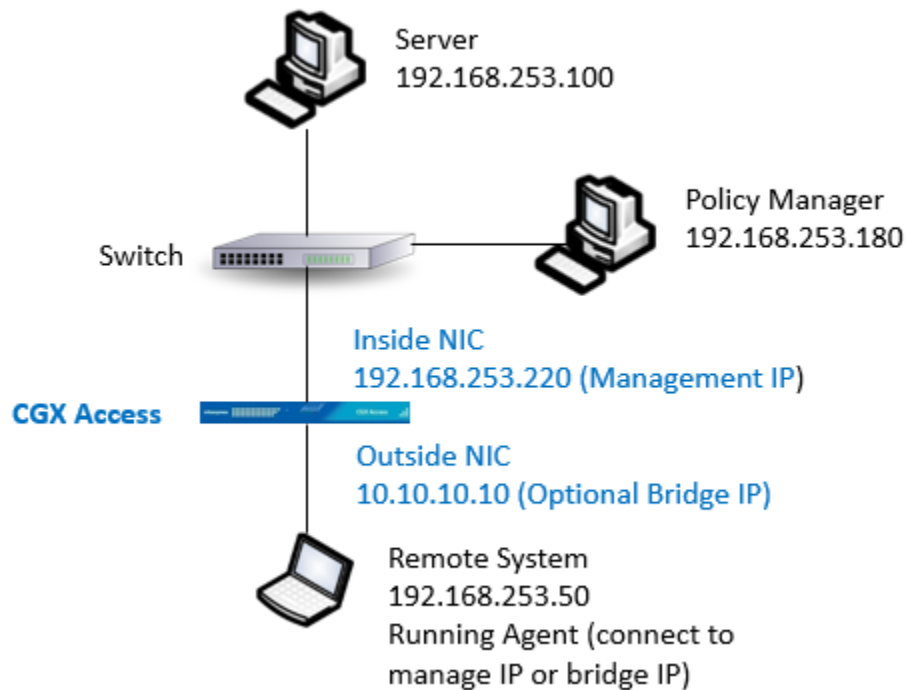 Server
192.168.253.100
Policy Manager
192.168.253.180
Switch
Inside NIC
192.168.253.220 (Management IP)
CGX Access
CGX Access
Outside NIC
10.10.10.10 (Optional Bridge IP)
Remote System
192.168.253.50
Running Agent (connect to
manage IP or bridge IP)